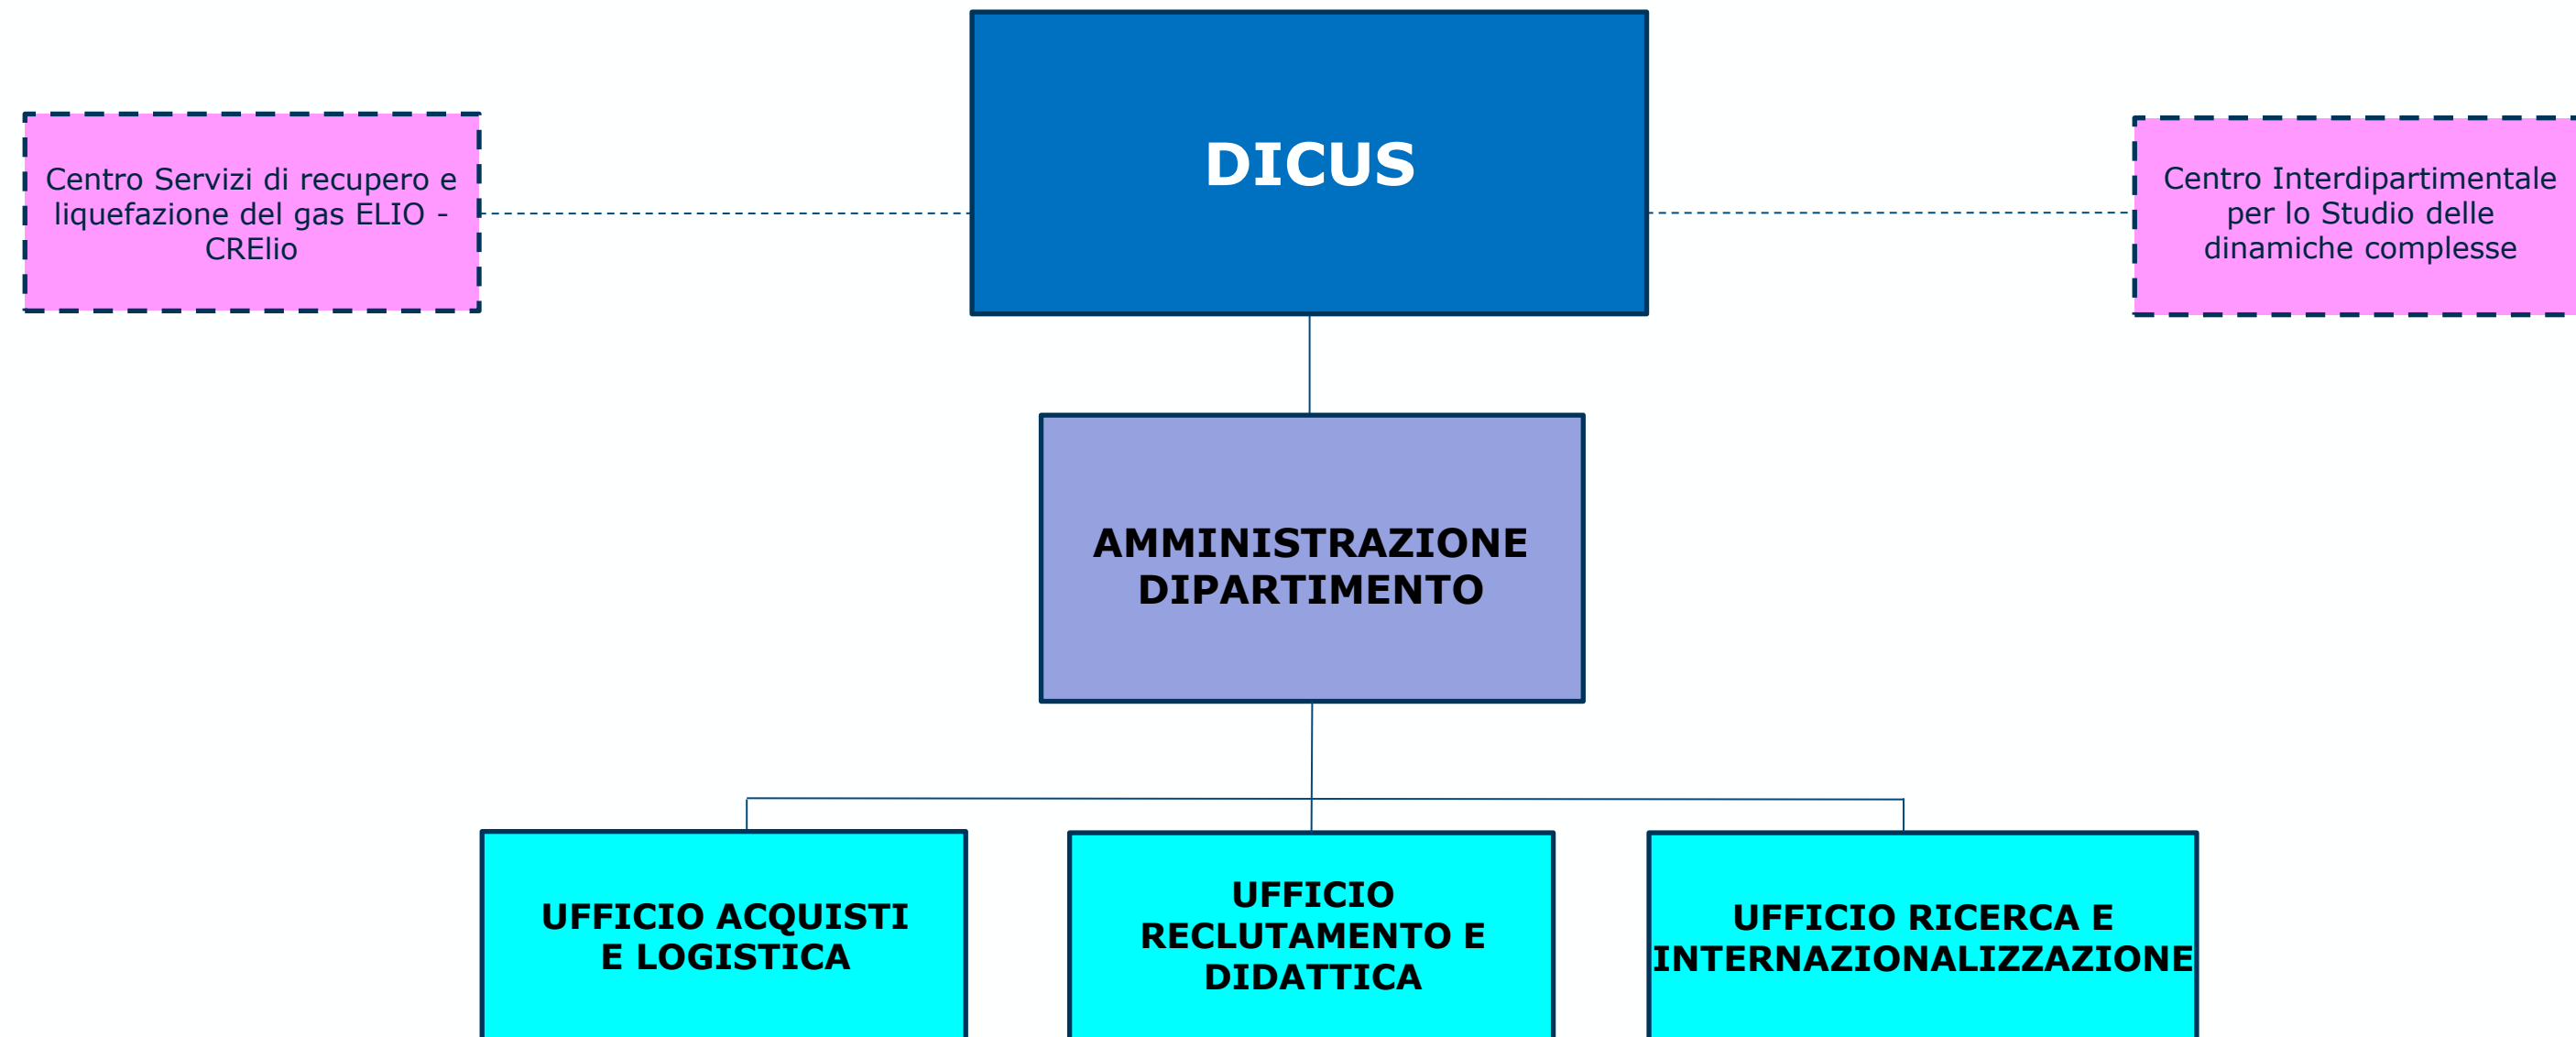 DICUS
Centro Servizi di recupero e
liquefazione del gas ELIO -
CRElio
Centro Interdipartimentale
per lo Studio delle
dinamiche complesse
AMMINISTRAZIONE
DIPARTIMENTO
UFFICIO ACQUISTI
E LOGISTICA
UFFICIO
RECLUTAMENTO E
DIDATTICA
UFFICIO RICERCA E
INTERNAZIONALIZZAZIONE